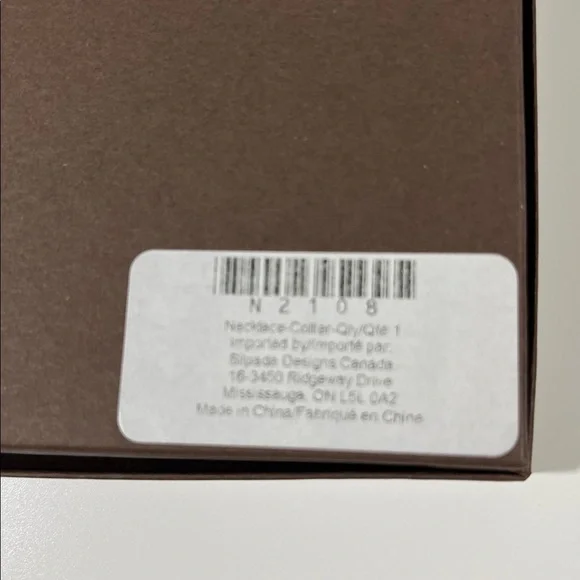 N2108
Necklace-Collar-Qty/Qté 1
Imported by/Importé par:
Silpada Designs Canada
16-3450 Ridgeway Drive
Mississauga, ON L5L 0A2
Made in China/Fabriqué en Chine